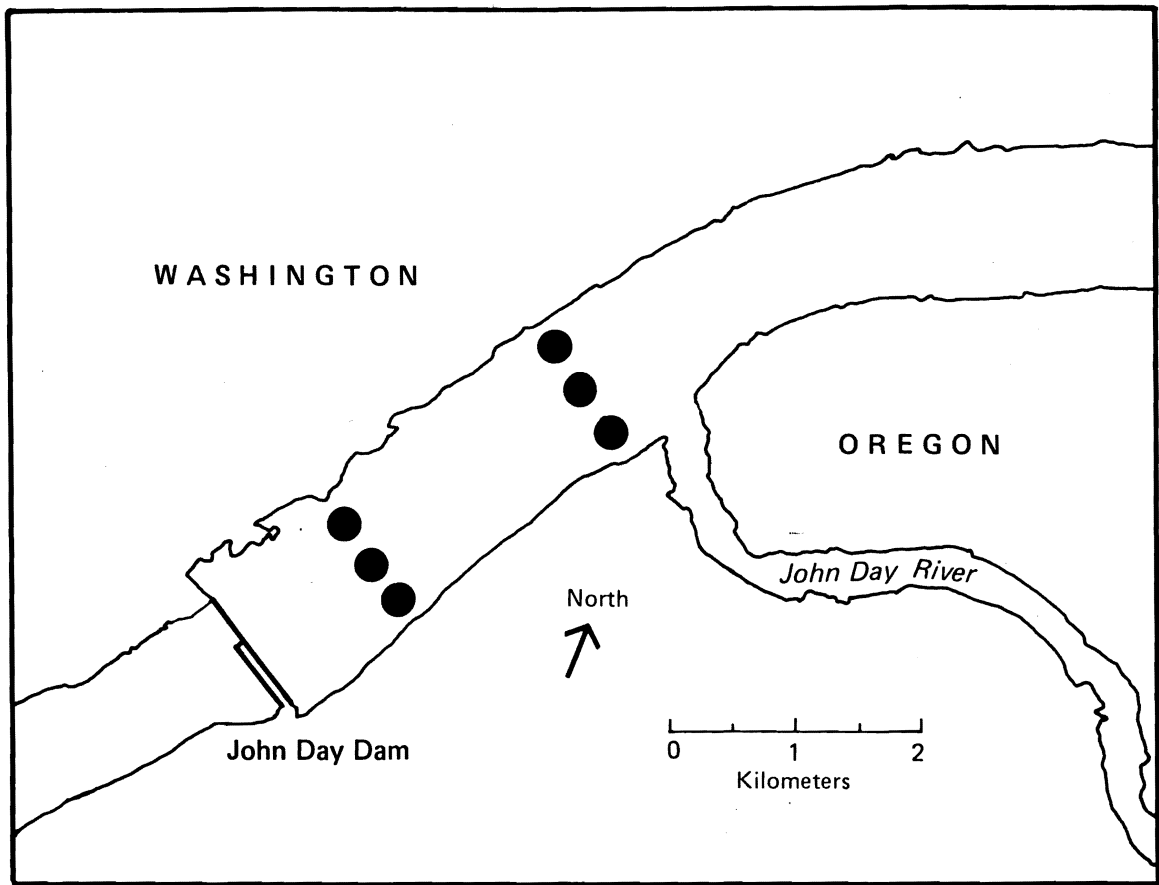 WASHINGTON
OREGON
John Day River
North
John Day Dam
0 1 2
Kilometers